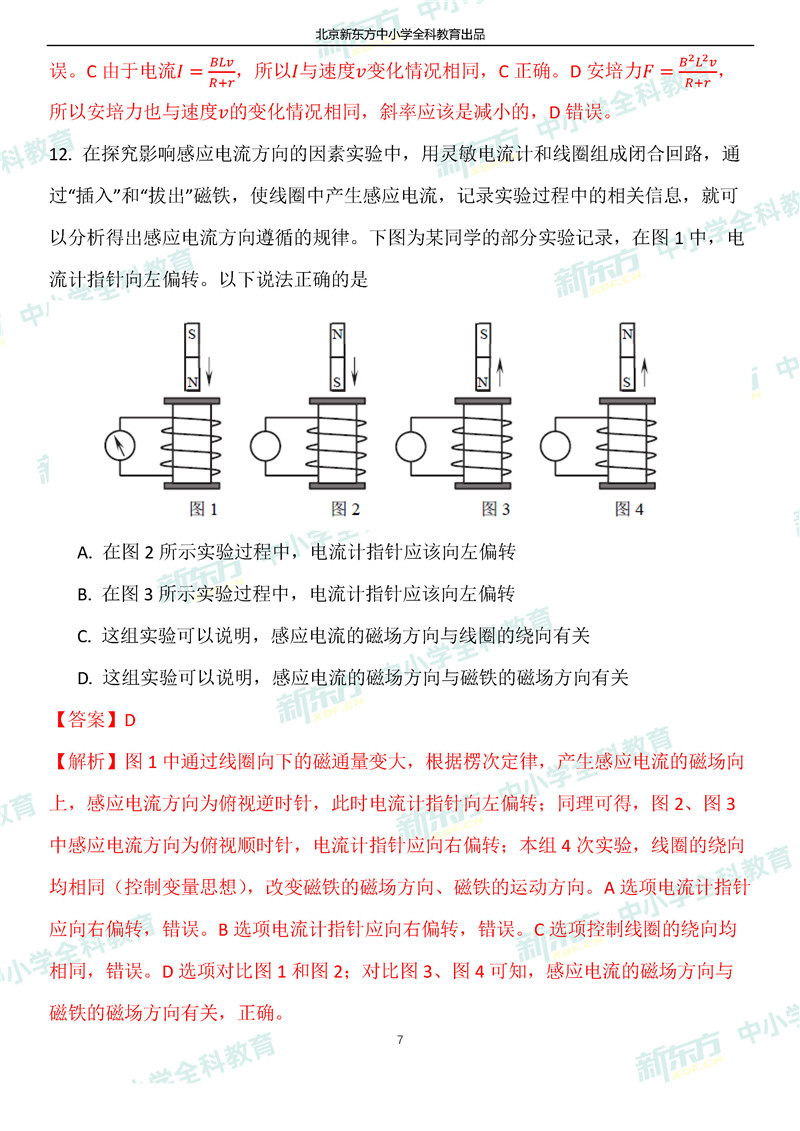 北京新东方中小学全科教育出品
误。C 由于电流I = BLv/(R+r)，所以I与速度v变化情况相同，C 正确。D 安培力F = B²L²v/(R+r)，
所以安培力也与速度v的变化情况相同，斜率应该是减小的，D 错误。
12. 在探究影响感应电流方向的因素实验中，用灵敏电流计和线圈组成闭合回路，通
过“插入”和“拔出”磁铁，使线圈中产生感应电流，记录实验过程中的相关信息，就可
以分析得出感应电流方向遵循的规律。下图为某同学的部分实验记录，在图 1 中，电
流计指针向左偏转。以下说法正确的是
S N S N
N S N S
图 1 图 2 图 3 图 4
A. 在图 2 所示实验过程中，电流计指针应该向左偏转
B. 在图 3 所示实验过程中，电流计指针应该向左偏转
C. 这组实验可以说明，感应电流的磁场方向与线圈的绕向有关
D. 这组实验可以说明，感应电流的磁场方向与磁铁的磁场方向有关
【答案】D
【解析】图 1 中通过线圈向下的磁通量变大，根据楞次定律，产生感应电流的磁场向
上，感应电流方向为俯视逆时针，此时电流计指针向左偏转；同理可得，图 2、图 3
中感应电流方向为俯视顺时针，电流计指针应向右偏转；本组 4 次实验，线圈的绕向
均相同（控制变量思想），改变磁铁的磁场方向、磁铁的运动方向。A 选项电流计指针
应向右偏转，错误。B 选项电流计指针应向右偏转，错误。C 选项控制线圈的绕向均
相同，错误。D 选项对比图 1 和图 2；对比图 3、图 4 可知，感应电流的磁场方向与
磁铁的磁场方向有关，正确。
7
新东方 中小学全科教育